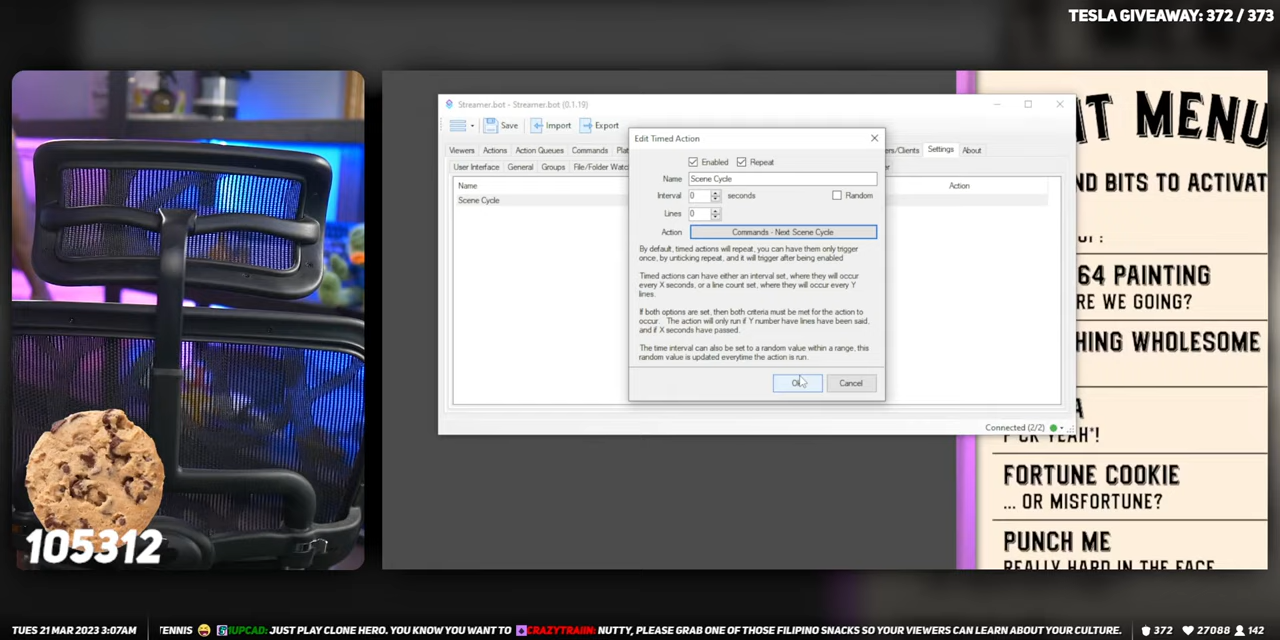 TESLA GIVEAWAY: 372 / 373
Streamer.bot - Streamer.bot (0.1.19)
Save Import Export
Viewers Actions Action Queues Commands
Settings About
User Interface General Groups
Name Action
Scene Cycle
Edit Timed Action
Enabled Repeat
Name Scene Cycle
Interval 0 seconds Random
Lines 0
Action Commands - Next Scene Cycle
By default, timed actions will repeat, you can have them only trigger
once, by unticking repeat, and it will trigger after being enabled
Timed actions can have either an interval set, where they will occur
every X seconds, or a line count set, where they will occur every Y
lines.
If both options are set, then both criteria must be met for the action to
occur. The action will only run if Y number have lines have been said,
and if X seconds have passed.
The time interval can also be set to a random value within a range, this
random value is updated everytime the action is run.
Cancel
Connected (2/2)
IT MENU
ND BITS TO ACTIVAT
64 PAINTING
RE WE GOING?
HING WHOLESOME
F*CK YEAH*!
FORTUNE COOKIE
... OR MISFORTUNE?
PUNCH ME
REALLY HARD IN THE FACE
105312
TUES 21 MAR 2023 3:07AM
TENNIS 1UPCAD: JUST PLAY CLONE HERO. YOU KNOW YOU WANT TO CRAZYTRAIIN: NUTTY, PLEASE GRAB ONE OF THOSE FILIPINO SNACKS SO YOUR VIEWERS CAN LEARN ABOUT YOUR CULTURE.
372 27088 142